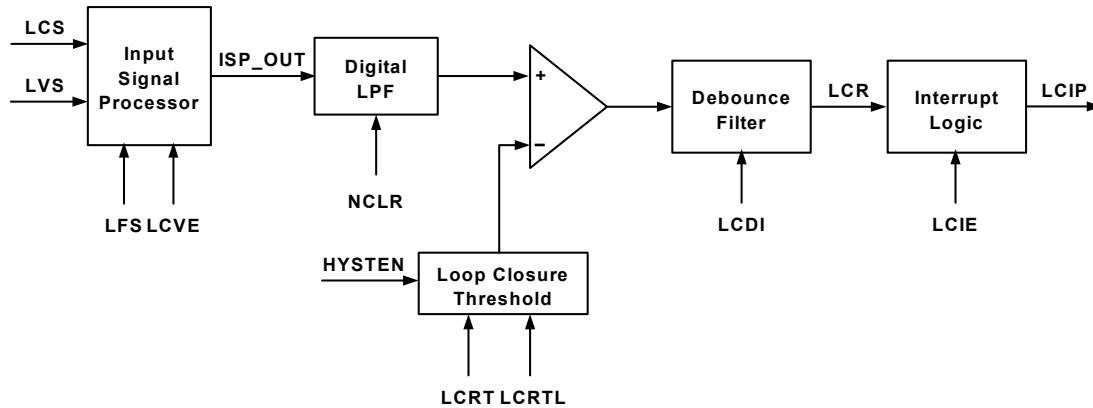 LCS
LVS
Input
Signal
Processor
LFS LCVE
ISP_OUT
Digital
LPF
NCLR
+
–
HYSTEN
Loop Closure
Threshold
LCRT LCRTL
Debounce
Filter
LCDI
LCR
Interrupt
Logic
LCIE
LCIP